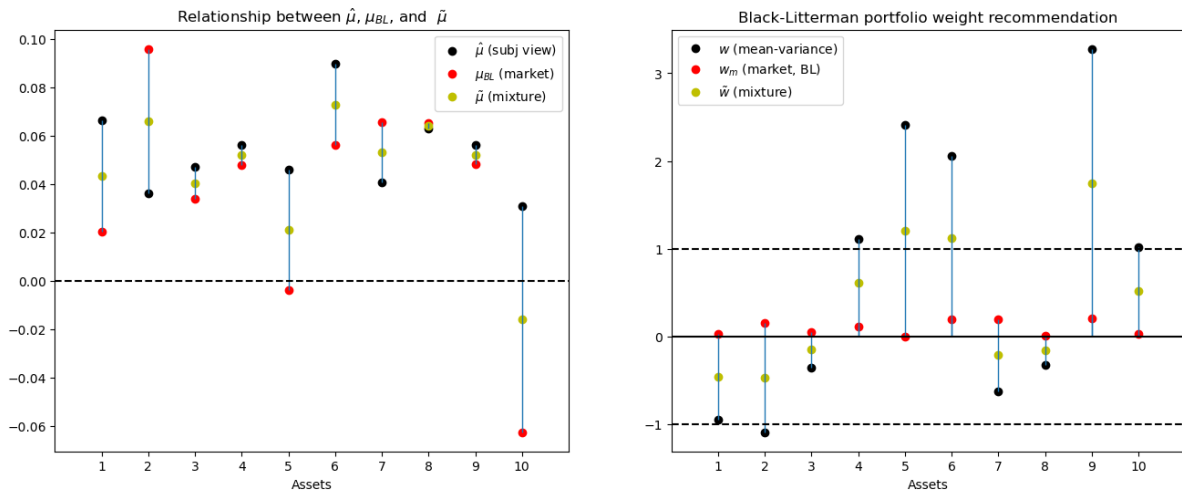 Relationship between μ̂, μ_BL, and μ̃
0.10
0.08
0.06
0.04
0.02
0.00
−0.02
−0.04
−0.06
μ̂ (subj view)
μ_BL (market)
μ̃ (mixture)
1 2 3 4 5 6 7 8 9 10
Assets
Black-Litterman portfolio weight recommendation
3
2
1
0
−1
w (mean-variance)
w_m (market, BL)
w̃ (mixture)
1 2 3 4 5 6 7 8 9 10
Assets